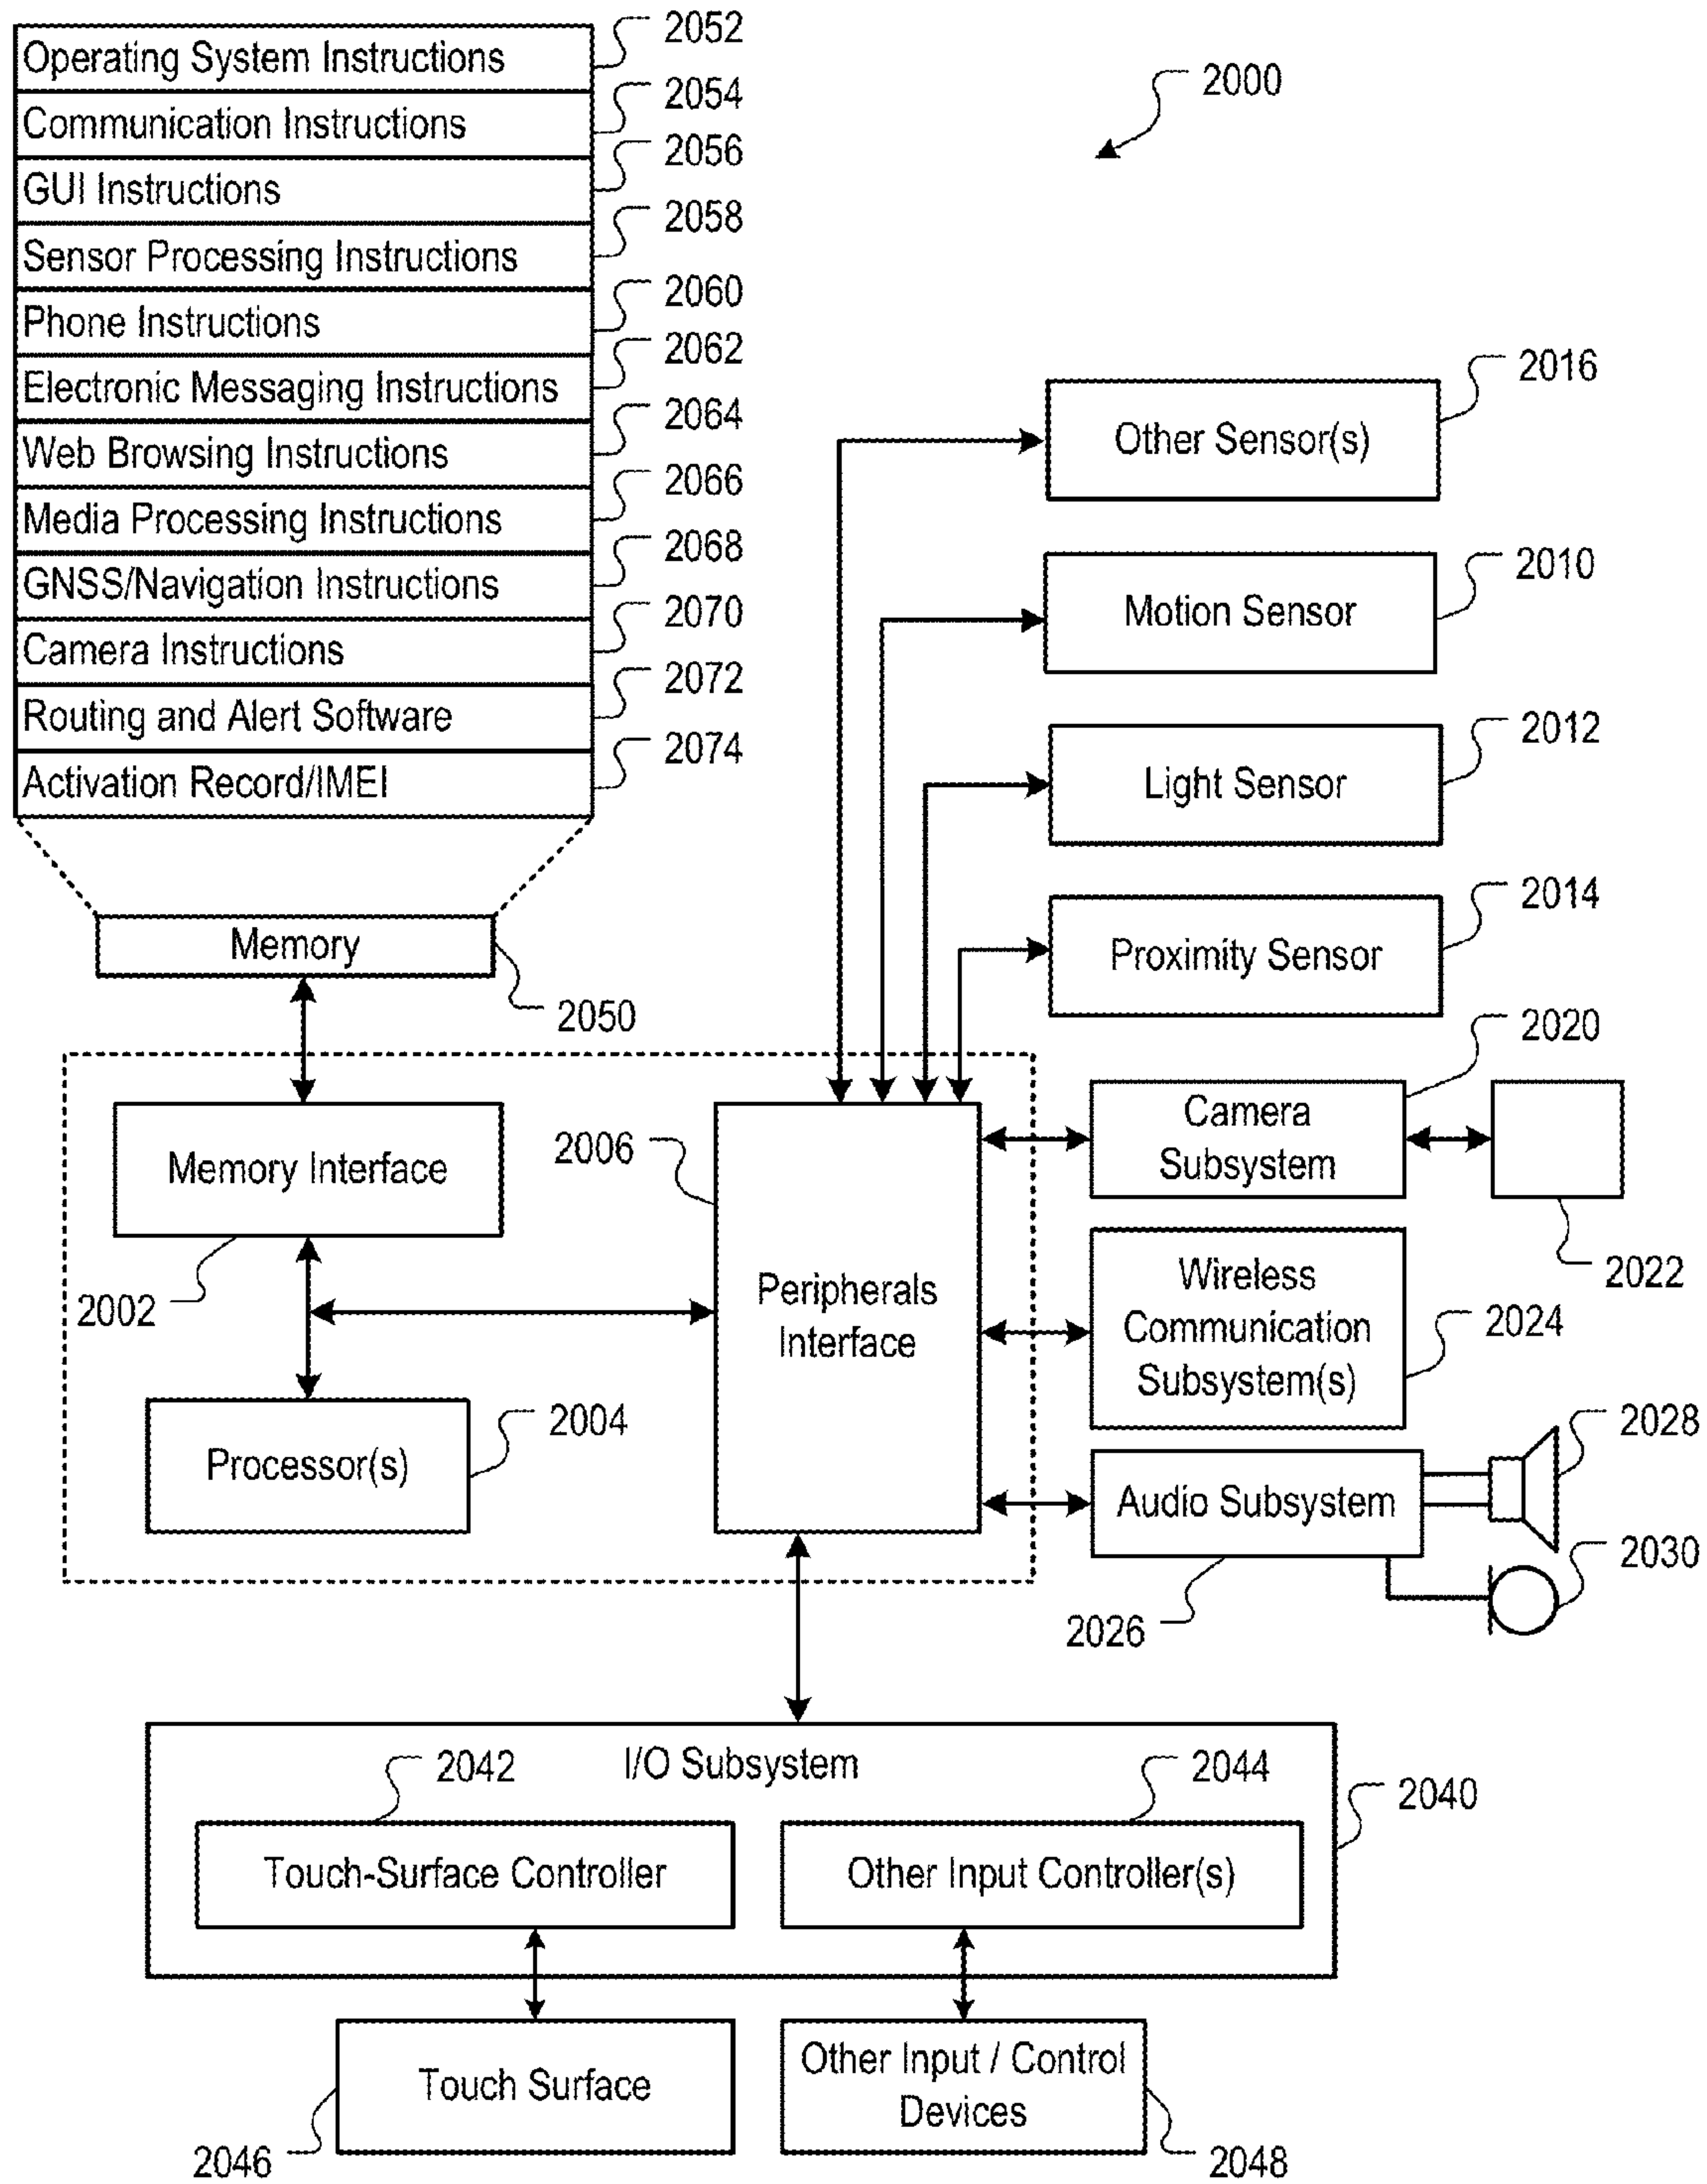 2052
Operating System Instructions
2054
Communication Instructions
2056
GUI Instructions
2058
Sensor Processing Instructions
2060
Phone Instructions
2062
Electronic Messaging Instructions
2064
Web Browsing Instructions
2066
Media Processing Instructions
2068
GNSS/Navigation Instructions
2070
Camera Instructions
2072
Routing and Alert Software
2074
Activation Record/IMEI
Memory
2050
2000
2016
Other Sensor(s)
2010
Motion Sensor
2012
Light Sensor
2014
Proximity Sensor
2020
Camera
Subsystem
2022
Memory Interface
2002
2006
Peripherals
Interface
Wireless
Communication
Subsystem(s)
2024
2004
Processor(s)
2028
Audio Subsystem
2030
2026
I/O Subsystem
2042
2044
2040
Touch-Surface Controller
Other Input Controller(s)
Touch Surface
2046
Other Input / Control
Devices
2048